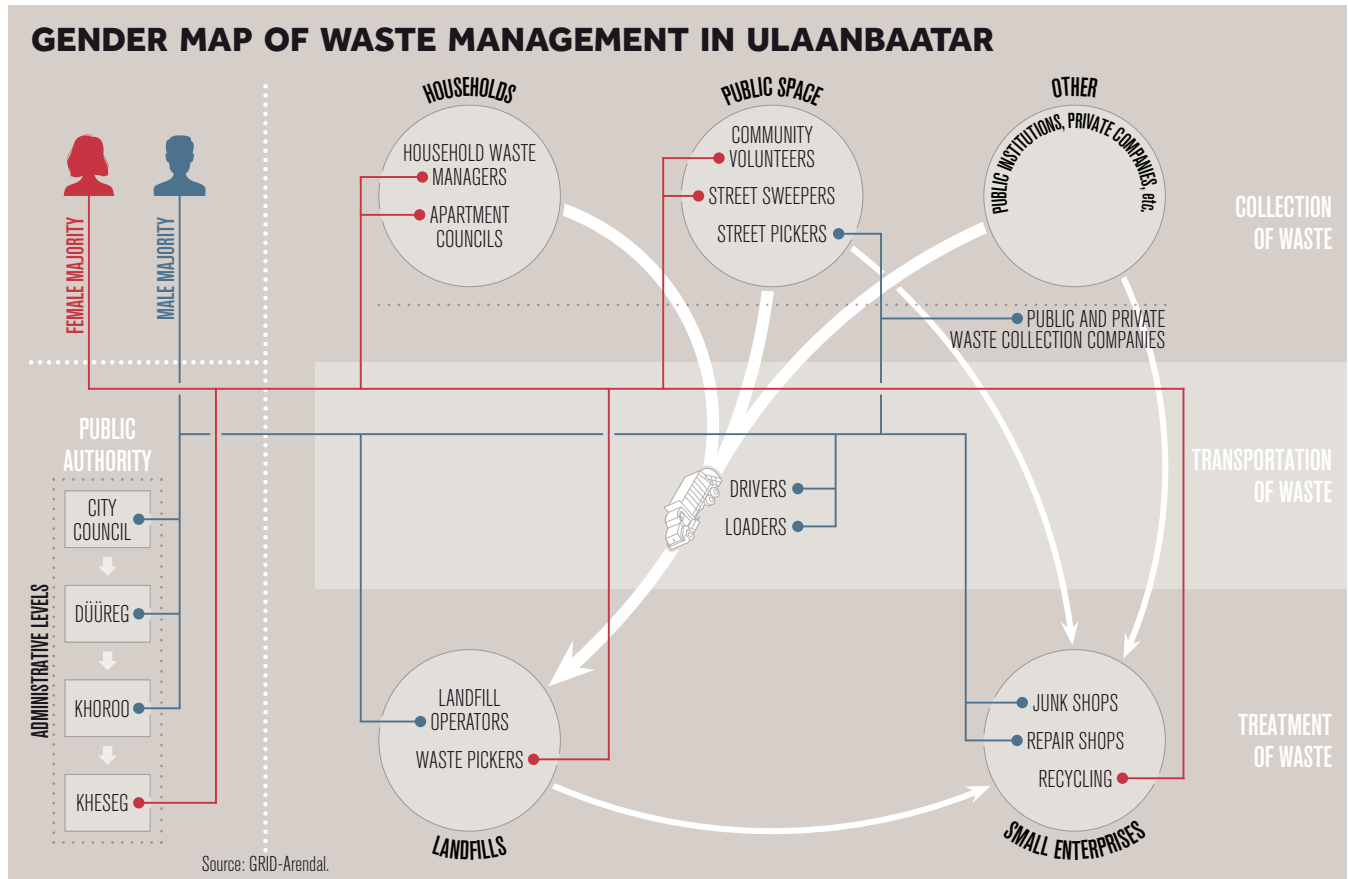 GENDER MAP OF WASTE MANAGEMENT IN ULAANBAATAR
FEMALE MAJORITY
MALE MAJORITY
HOUSEHOLDS
HOUSEHOLD WASTE
MANAGERS
APARTMENT
COUNCILS
PUBLIC SPACE
COMMUNITY
VOLUNTEERS
STREET SWEEPERS
STREET PICKERS
OTHER
PUBLIC INSTITUTIONS, PRIVATE COMPANIES, etc.
COLLECTION
OF WASTE
PUBLIC AND PRIVATE
WASTE COLLECTION COMPANIES
PUBLIC
AUTHORITY
ADMINISTRATIVE LEVELS
CITY
COUNCIL
DÜÜREG
KHOROO
KHESEG
DRIVERS
LOADERS
TRANSPORTATION
OF WASTE
LANDFILL
OPERATORS
WASTE PICKERS
LANDFILLS
JUNK SHOPS
REPAIR SHOPS
RECYCLING
SMALL ENTERPRISES
TREATMENT
OF WASTE
Source: GRID-Arendal.